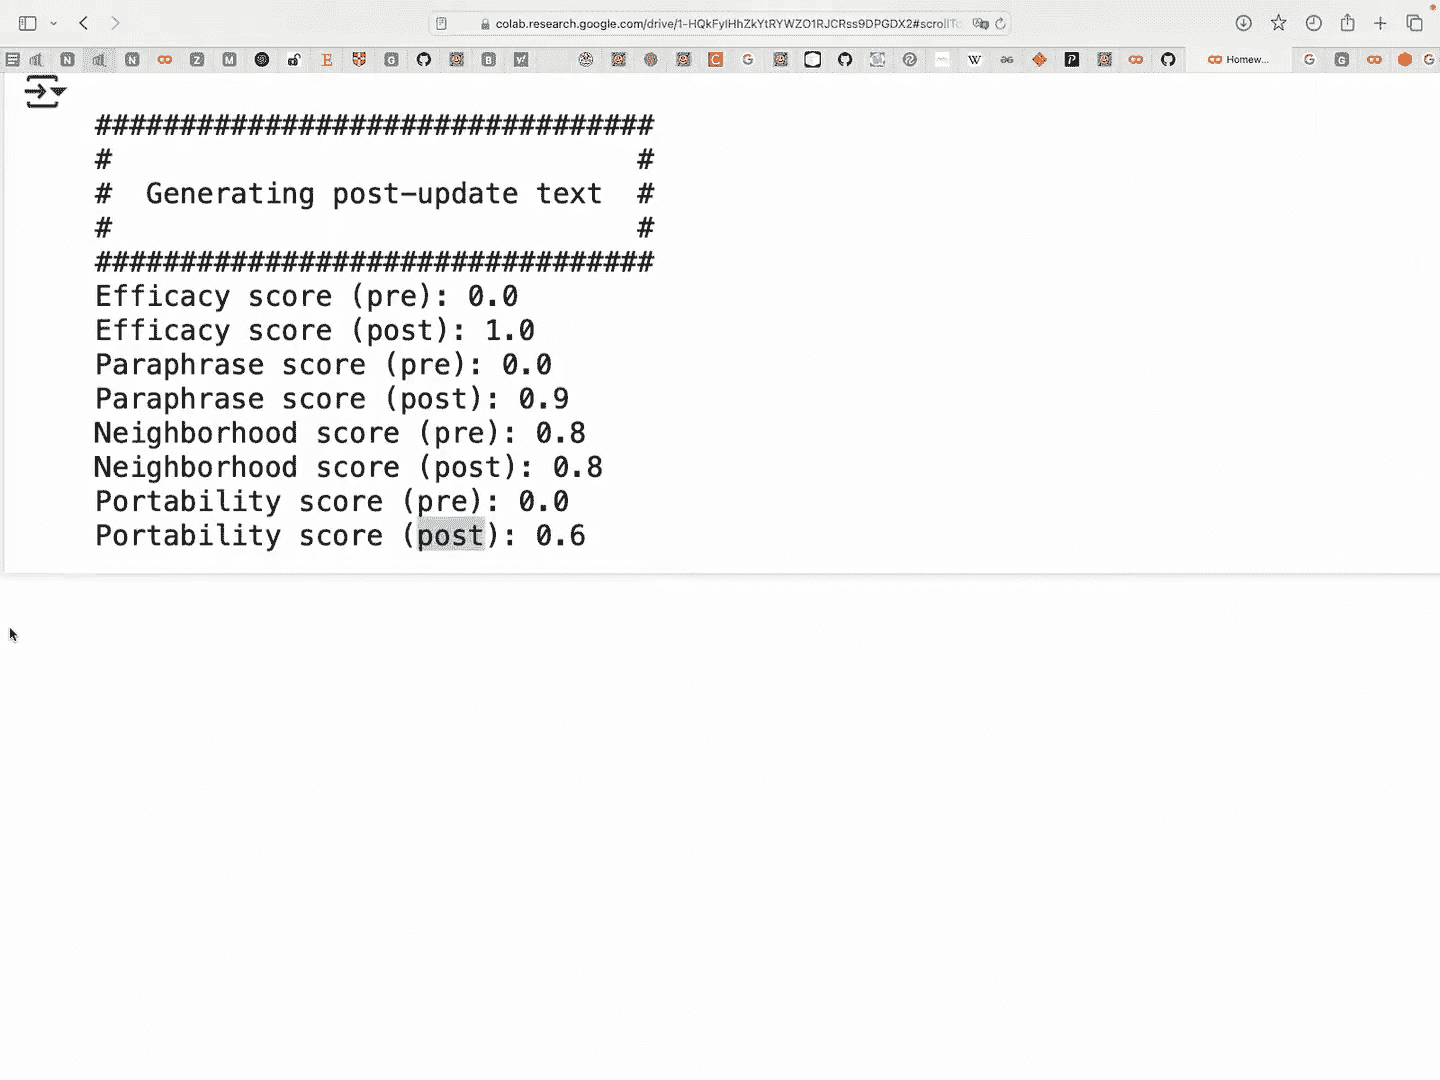 colab.research.google.com/drive/1-HQkFyIHhZkYtRYWZO1RJCRss9DPGDX2#scrollTo
Homew...
#################################
# #
# Generating post-update text #
# #
#################################
Efficacy score (pre): 0.0
Efficacy score (post): 1.0
Paraphrase score (pre): 0.0
Paraphrase score (post): 0.9
Neighborhood score (pre): 0.8
Neighborhood score (post): 0.8
Portability score (pre): 0.0
Portability score (post): 0.6